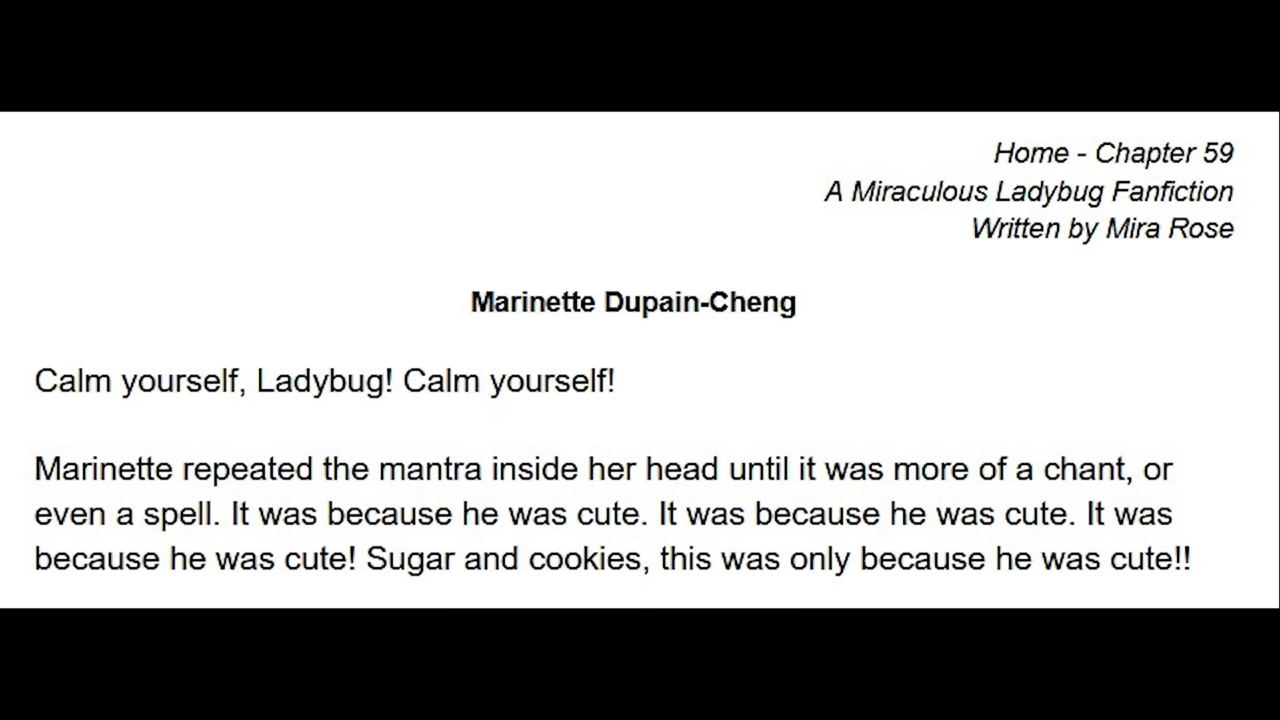 Home - Chapter 59
A Miraculous Ladybug Fanfiction
Written by Mira Rose
Marinette Dupain-Cheng
Calm yourself, Ladybug! Calm yourself!
Marinette repeated the mantra inside her head until it was more of a chant, or
even a spell. It was because he was cute. It was because he was cute. It was
because he was cute! Sugar and cookies, this was only because he was cute!!